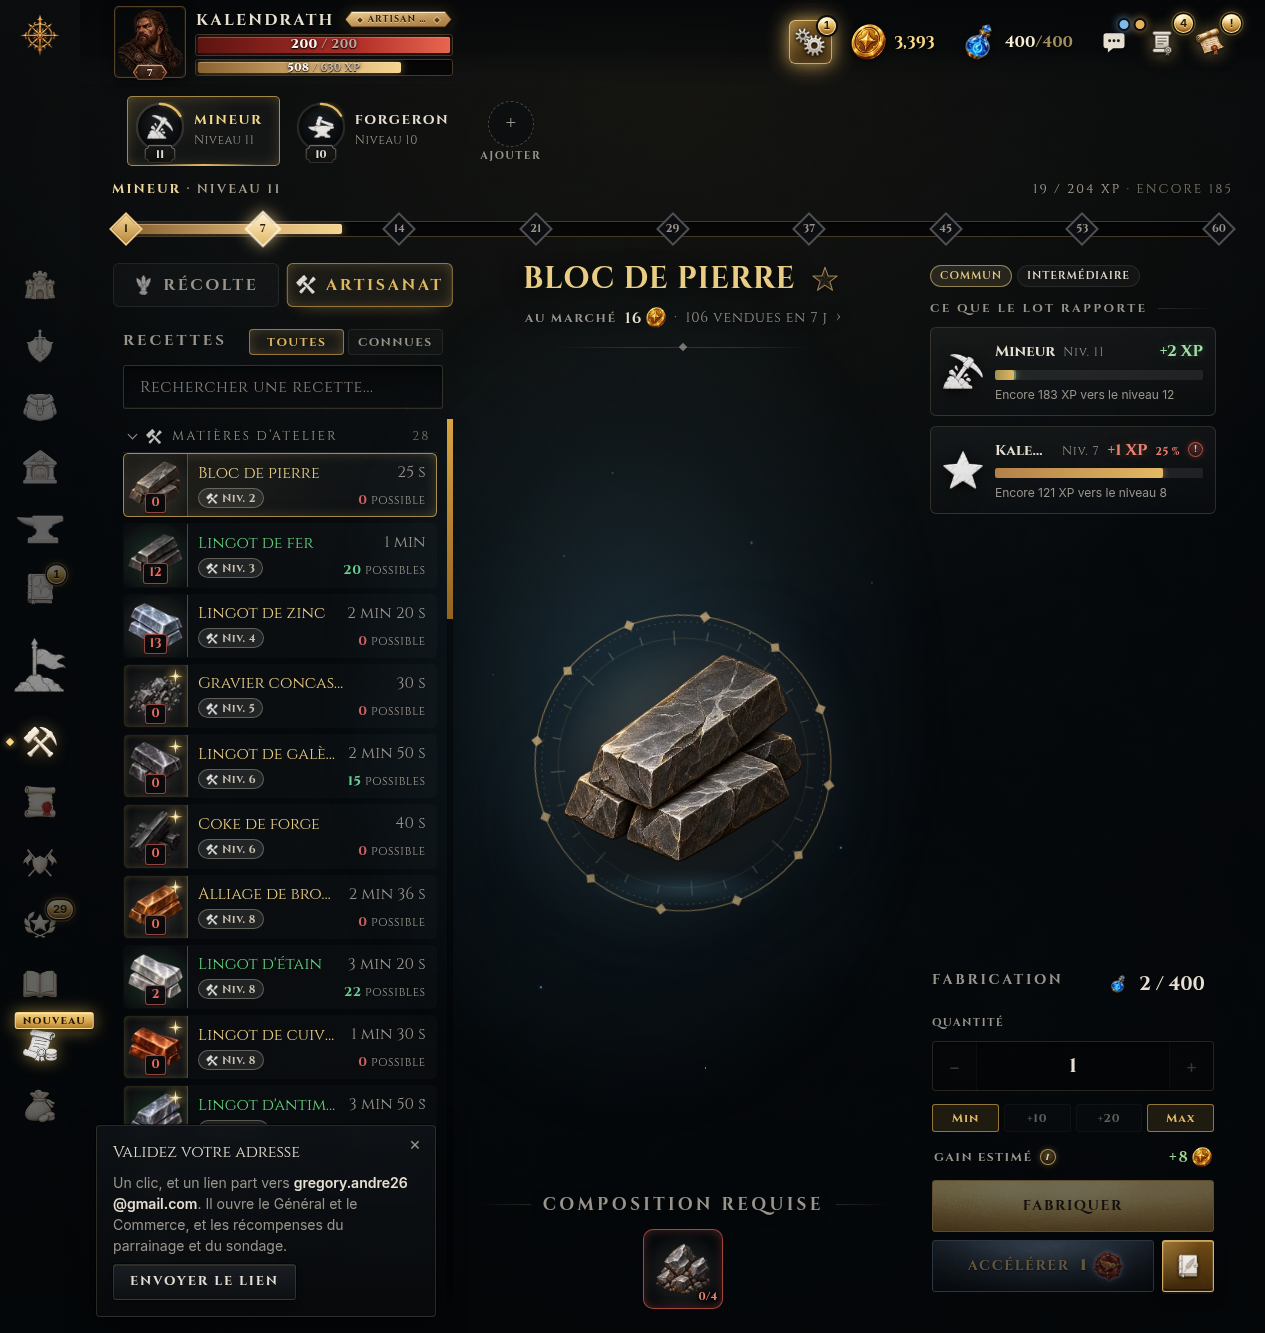 KALENDRATH
ARTISAN ...
200 / 200
508 / 630 XP
7
1
3,393
400/400
4
!
MINEUR
NIVEAU 11
11
FORGERON
NIVEAU 10
10
+
AJOUTER
MINEUR · NIVEAU 11
19 / 204 XP · ENCORE 185
1
7
14
21
29
37
45
53
60
RÉCOLTE
ARTISANAT
RECETTES
TOUTES
CONNUES
RECHERCHER UNE RECETTE...
MATIÈRES D'ATELIER
28
BLOC DE PIERRE
25 S
0
NIV. 2
0 POSSIBLE
LINGOT DE FER
1 MIN
12
NIV. 3
20 POSSIBLES
LINGOT DE ZINC
2 MIN 20 S
13
NIV. 4
0 POSSIBLE
GRAVIER CONCAS...
30 S
0
NIV. 5
0 POSSIBLE
LINGOT DE GALÈ...
2 MIN 50 S
0
NIV. 6
15 POSSIBLES
COKE DE FORGE
40 S
0
NIV. 6
0 POSSIBLE
ALLIAGE DE BRO...
2 MIN 36 S
0
NIV. 8
0 POSSIBLE
LINGOT D'ÉTAIN
3 MIN 20 S
2
NIV. 8
22 POSSIBLES
LINGOT DE CUIV...
1 MIN 30 S
0
NIV. 8
0 POSSIBLE
LINGOT D'ANTIM...
3 MIN 50 S
1
29
NOUVEAU
VALIDEZ VOTRE ADRESSE
×
Un clic, et un lien part vers gregory.andre26
@gmail.com. Il ouvre le Général et le
Commerce, et les récompenses du
parrainage et du sondage.
ENVOYER LE LIEN
BLOC DE PIERRE
AU MARCHÉ 16 · 106 VENDUES EN 7 J ›
COMPOSITION REQUISE
0/4
COMMUN
INTERMÉDIAIRE
CE QUE LE LOT RAPPORTE
MINEUR NIV. 11 +2 XP
Encore 183 XP vers le niveau 12
KALE... NIV. 7 +1 XP 25 % !
Encore 121 XP vers le niveau 8
FABRICATION
2 / 400
QUANTITÉ
− 1 +
MIN
+10
+20
MAX
GAIN ESTIMÉ i
+8
FABRIQUER
ACCÉLÉRER 1